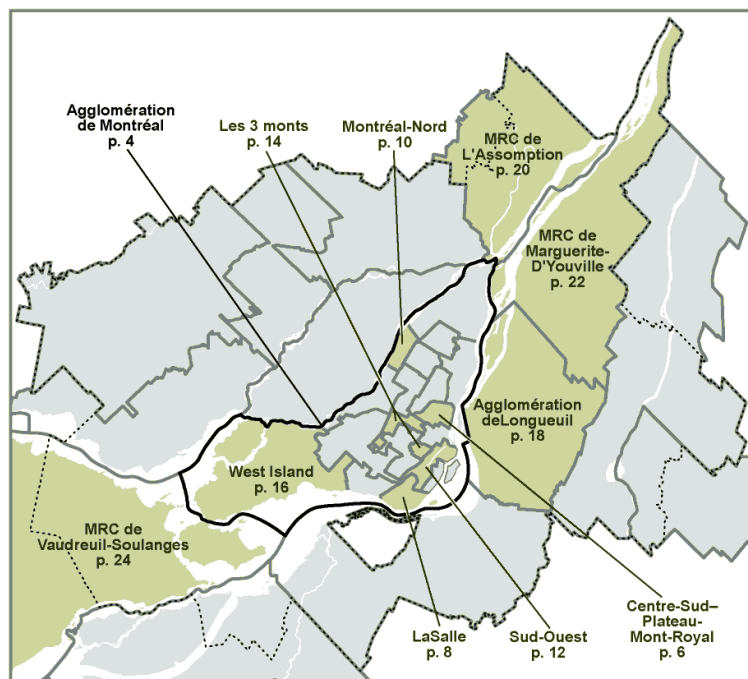 Agglomération
de Montréal
p. 4
Les 3 monts
p. 14
Montréal-Nord
p. 10
MRC de
L'Assomption
p. 20
MRC de
Marguerite-
D'Youville
p. 22
Agglomération
deLongueuil
p. 18
West Island
p. 16
MRC de
Vaudreuil-Soulanges
p. 24
LaSalle
p. 8
Sud-Ouest
p. 12
Centre-Sud–
Plateau-
Mont-Royal
p. 6